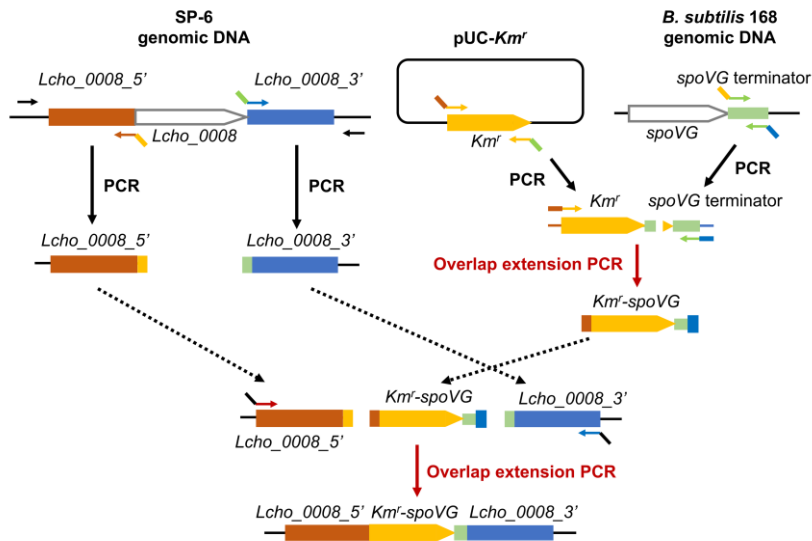 SP-6
genomic DNA
pUC-Kmʳ
B. subtilis 168
genomic DNA
Lcho_0008_5’
Lcho_0008_3’
spoVG terminator
Lcho_0008
Kmʳ
spoVG
PCR
PCR
PCR
PCR
Kmʳ
spoVG terminator
Lcho_0008_5’
Lcho_0008_3’
Overlap extension PCR
Kmʳ-spoVG
Kmʳ-spoVG
Lcho_0008_3’
Lcho_0008_5’
Overlap extension PCR
Lcho_0008_5’
Kmʳ-spoVG
Lcho_0008_3’